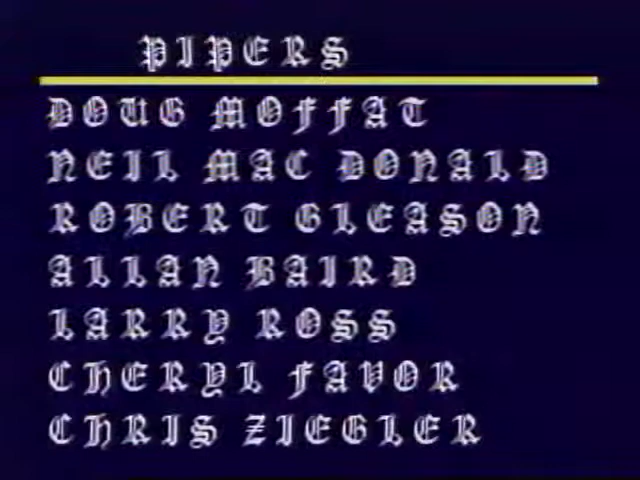 PIPERS
DOUG MOFFAT
NEIL MAC DONALD
ROBERT GLEASON
ALLAN BAIRD
LARRY ROSS
CHERYL FAVOR
CHRIS ZIEGLER